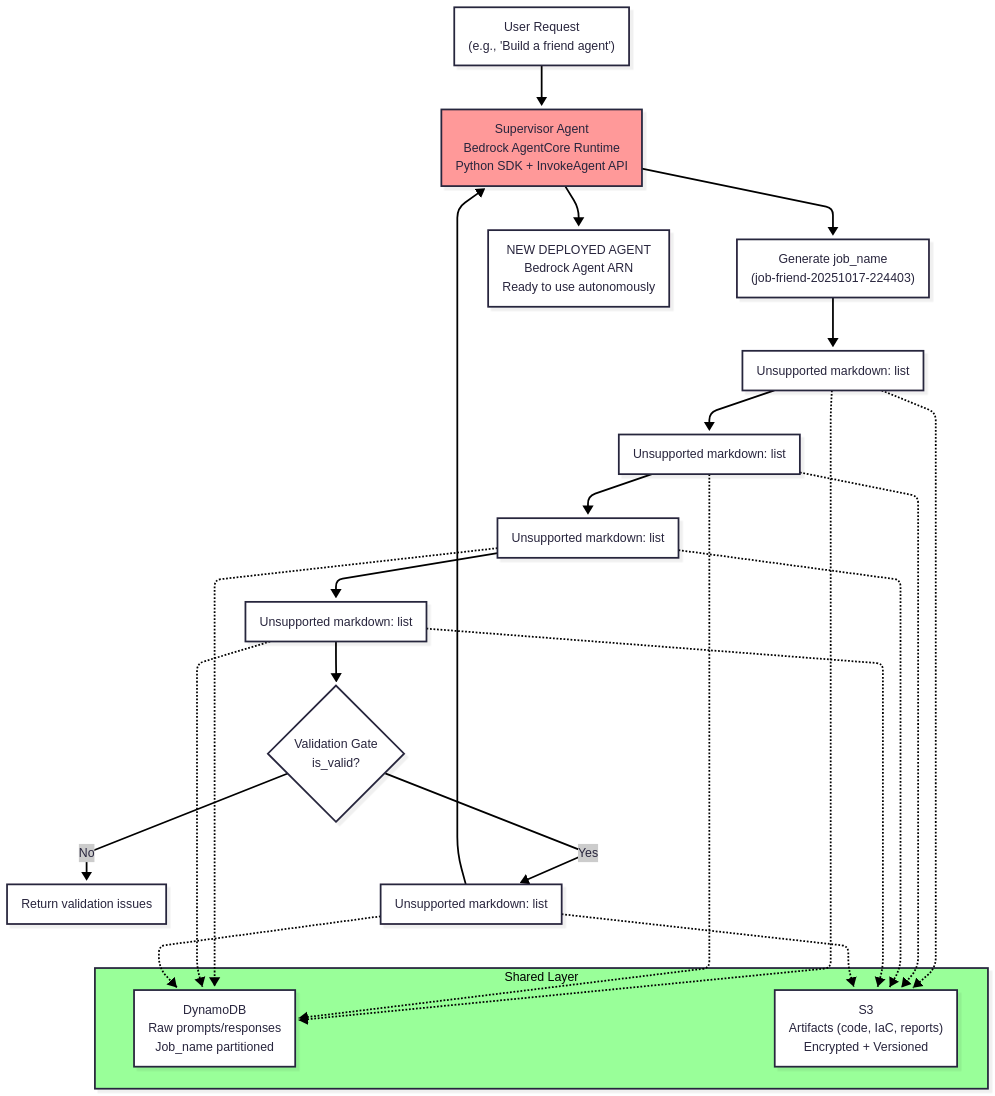 User Request
(e.g., 'Build a friend agent')
Supervisor Agent
Bedrock AgentCore Runtime
Python SDK + InvokeAgent API
NEW DEPLOYED AGENT
Bedrock Agent ARN
Ready to use autonomously
Generate job_name
(job-friend-20251017-224403)
Unsupported markdown: list
Unsupported markdown: list
Unsupported markdown: list
Unsupported markdown: list
Validation Gate
is_valid?
No
Yes
Return validation issues
Unsupported markdown: list
Shared Layer
DynamoDB
Raw prompts/responses
Job_name partitioned
S3
Artifacts (code, IaC, reports)
Encrypted + Versioned